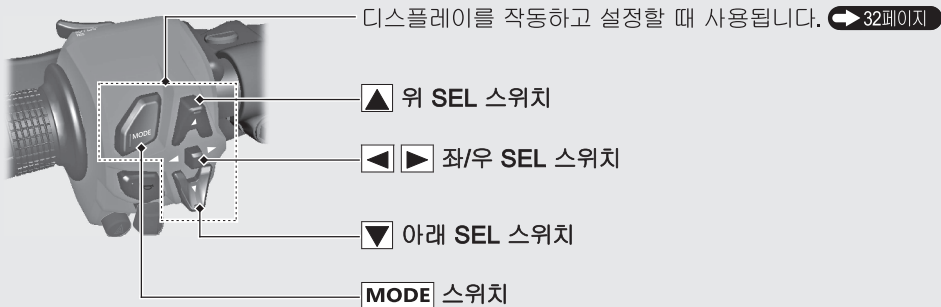 디스플레이를 작동하고 설정할 때 사용됩니다. 32페이지
위 SEL 스위치
좌/우 SEL 스위치
아래 SEL 스위치
MODE 스위치
MODE